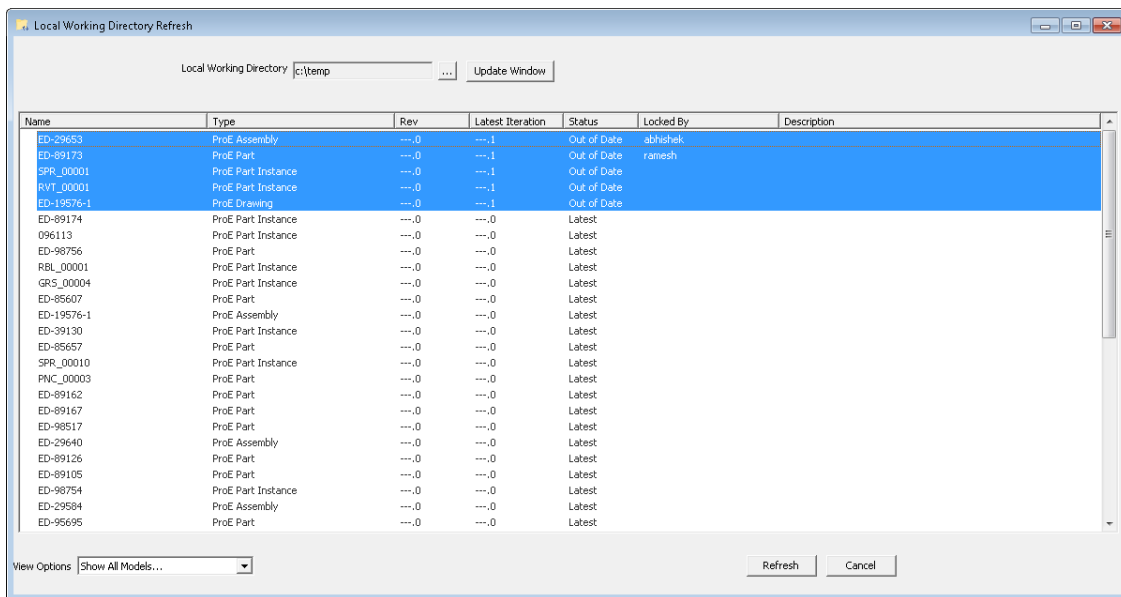 Local Working Directory Refresh
Local Working Directory c:\temp ... Update Window
Name Type Rev Latest Iteration Status Locked By Description
ED-29653 ProE Assembly ---.0 ---.1 Out of Date abhishek
ED-89173 ProE Part ---.0 ---.1 Out of Date ramesh
SPR_00001 ProE Part Instance ---.0 ---.1 Out of Date
RVT_00001 ProE Part Instance ---.0 ---.1 Out of Date
ED-19576-1 ProE Drawing ---.0 ---.1 Out of Date
ED-89174 ProE Part Instance ---.0 ---.0 Latest
096113 ProE Part Instance ---.0 ---.0 Latest
ED-98756 ProE Part ---.0 ---.0 Latest
RBL_00001 ProE Part Instance ---.0 ---.0 Latest
GRS_00004 ProE Part Instance ---.0 ---.0 Latest
ED-85607 ProE Part ---.0 ---.0 Latest
ED-19576-1 ProE Assembly ---.0 ---.0 Latest
ED-39130 ProE Part Instance ---.0 ---.0 Latest
ED-85657 ProE Part ---.0 ---.0 Latest
SPR_00010 ProE Part Instance ---.0 ---.0 Latest
PNC_00003 ProE Part ---.0 ---.0 Latest
ED-89162 ProE Part ---.0 ---.0 Latest
ED-89167 ProE Part ---.0 ---.0 Latest
ED-98517 ProE Part ---.0 ---.0 Latest
ED-29640 ProE Assembly ---.0 ---.0 Latest
ED-89126 ProE Part ---.0 ---.0 Latest
ED-89105 ProE Part ---.0 ---.0 Latest
ED-98754 ProE Part Instance ---.0 ---.0 Latest
ED-29584 ProE Assembly ---.0 ---.0 Latest
ED-95695 ProE Part ---.0 ---.0 Latest
View Options Show All Models... Refresh Cancel